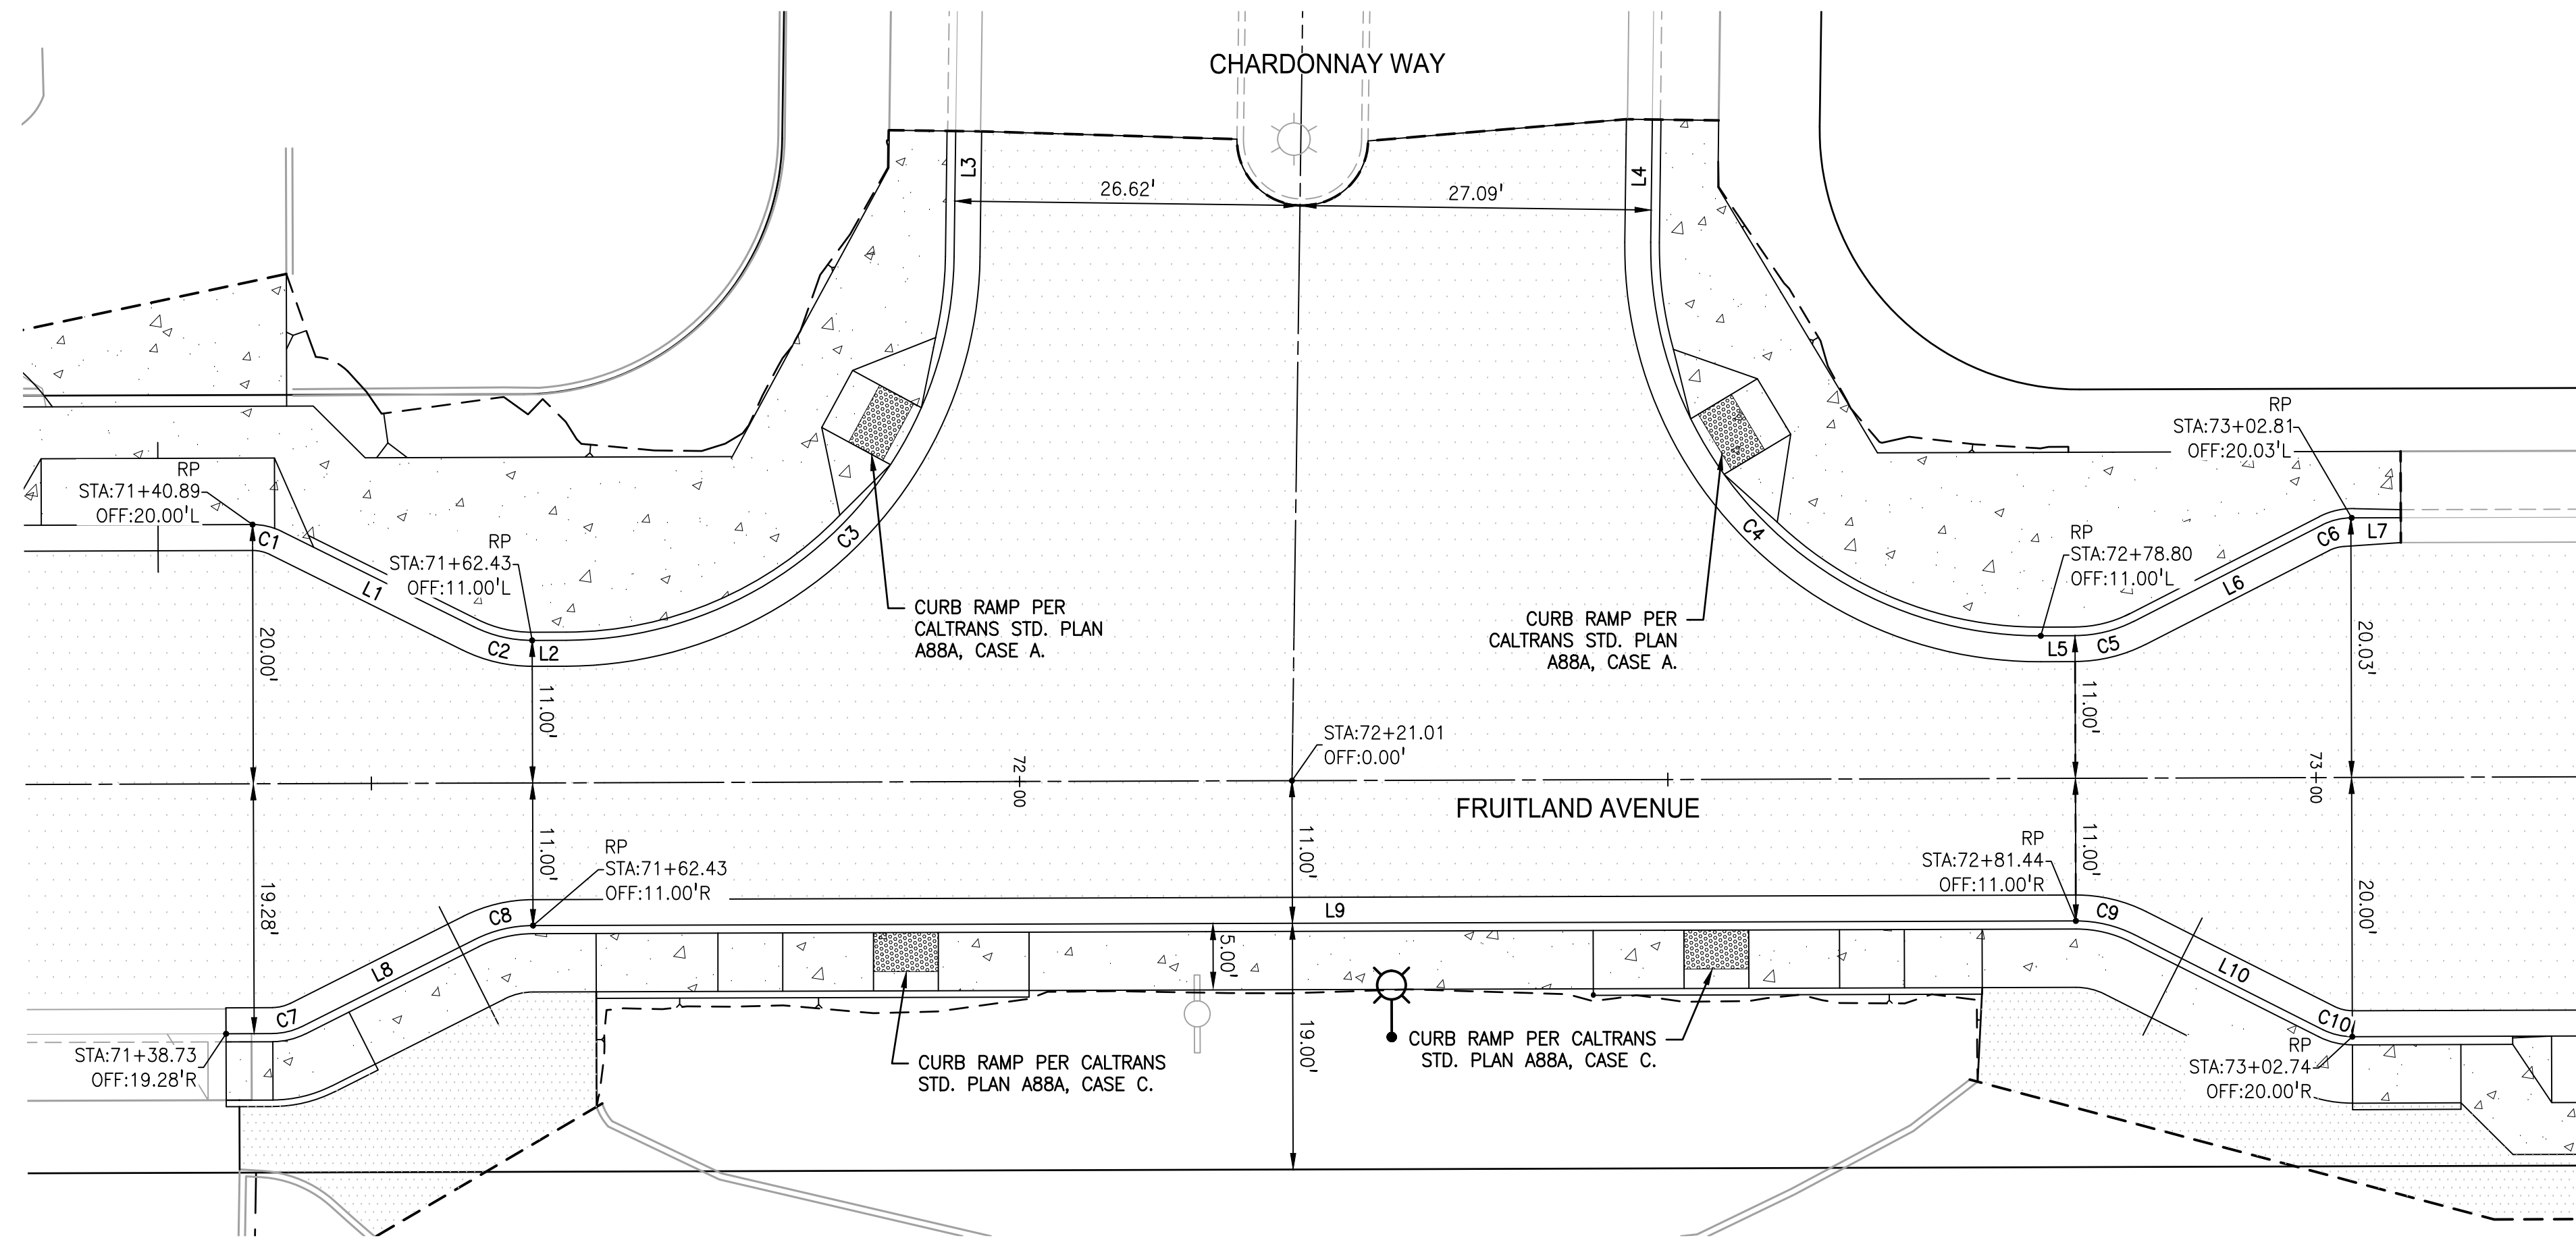 CHARDONNAY WAY
L3
L4
26.62'
27.09'
RP
STA:73+02.81
OFF:20.03'L
RP
STA:71+40.89
OFF:20.00'L
C1
L1
RP
STA:71+62.43
OFF:11.00'L
C2
L2
C3
C4
RP
STA:72+78.80
OFF:11.00'L
L5
C5
L6
C6
L7
CURB RAMP PER
CALTRANS STD. PLAN
A88A, CASE A.
CURB RAMP PER
CALTRANS STD. PLAN
A88A, CASE A.
20.00'
11.00'
11.00'
20.03'
STA:72+21.01
OFF:0.00'
72+00
73+00
FRUITLAND AVENUE
19.28'
11.00'
11.00'
11.00'
20.00'
RP
STA:71+62.43
OFF:11.00'R
RP
STA:72+81.44
OFF:11.00'R
C8
L9
C9
L8
L10
C7
C10
5.00'
19.00'
STA:71+38.73
OFF:19.28'R
CURB RAMP PER CALTRANS
STD. PLAN A88A, CASE C.
CURB RAMP PER CALTRANS
STD. PLAN A88A, CASE C.
RP
STA:73+02.74
OFF:20.00'R